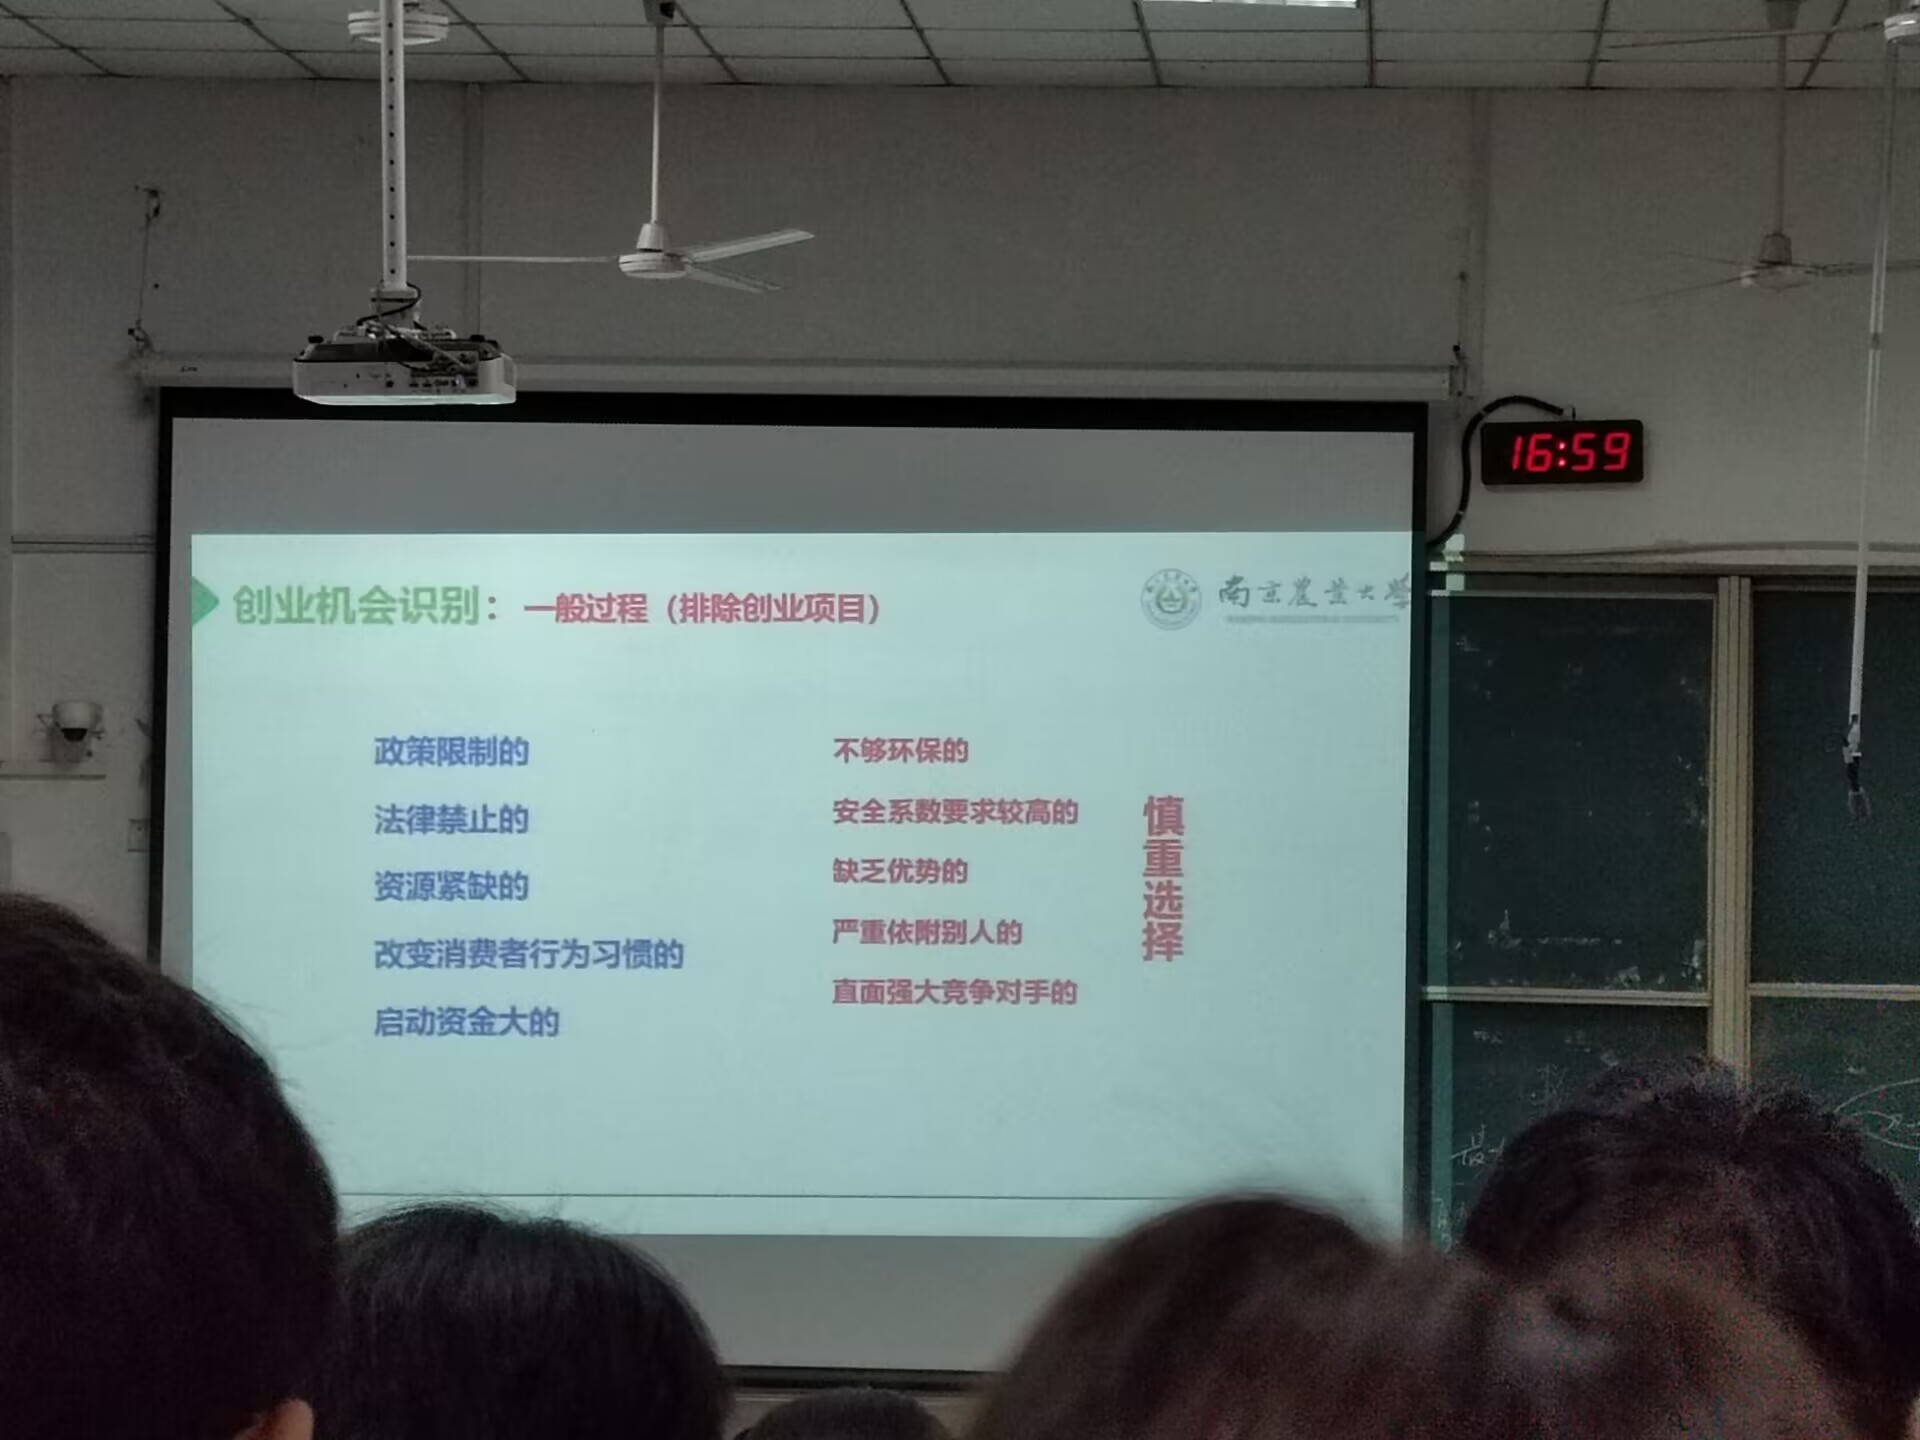 16:59
创业机会识别：一般过程（排除创业项目）
南京農業大學
政策限制的
法律禁止的
资源紧缺的
改变消费者行为习惯的
启动资金大的
不够环保的
安全系数要求较高的
缺乏优势的
严重依附别人的
直面强大竞争对手的
慎重选择